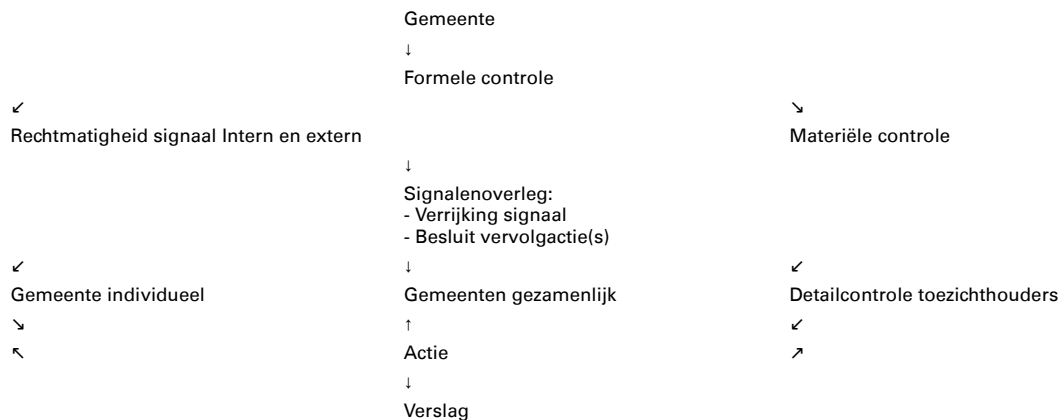 Gemeente
↓
Formele controle
↙ ↘
Rechtmatigheid signaal Intern en extern Materiële controle
↓
Signalenoverleg:
- Verrijking signaal
- Besluit vervolgactie(s)
↙ ↓ ↙
Gemeente individueel Gemeenten gezamenlijk Detailcontrole toezichthouders
↘ ↑ ↙
↖ Actie ↗
↓
Verslag